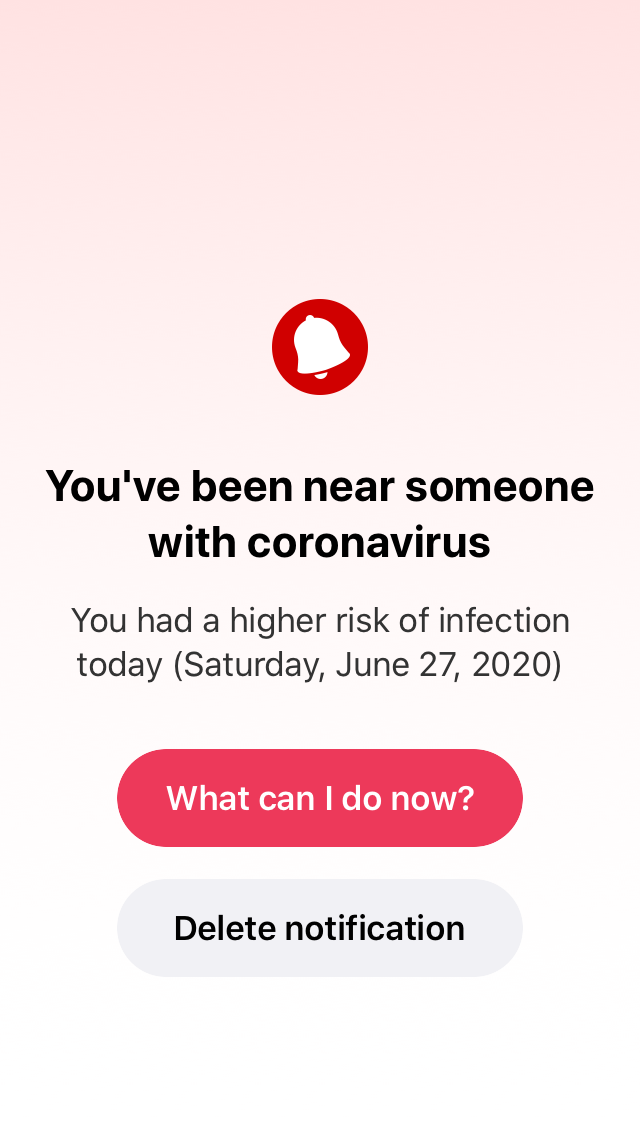 You've been near someone
with coronavirus
You had a higher risk of infection
today (Saturday, June 27, 2020)
What can I do now?
Delete notification